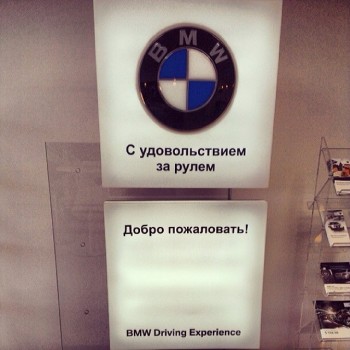 BMW
С удовольствием
за рулем
Добро пожаловать!
BMW Driving Experience